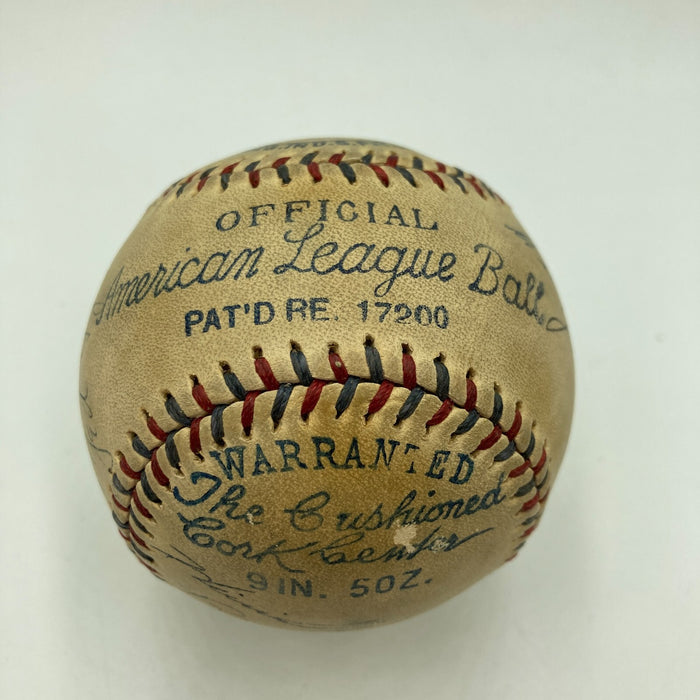 OFFICIAL
American League Ball
PAT'D RE. 17200
WARRANTED
The Cushioned
Cork Center
9 IN. 5 OZ.